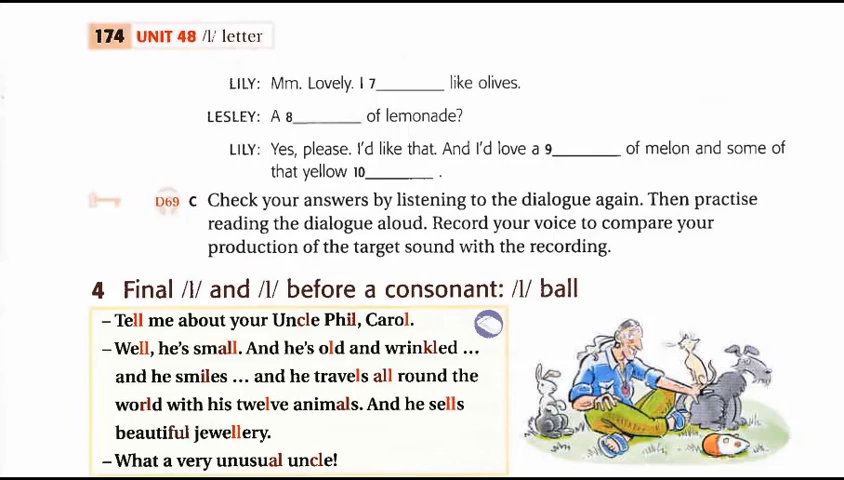 174 UNIT 48 /l/ letter
LILY: Mm. Lovely. I 7________ like olives.
LESLEY: A 8________ of lemonade?
LILY: Yes, please. I'd like that. And I'd love a 9________ of melon and some of
that yellow 10________ .
D69 C Check your answers by listening to the dialogue again. Then practise
reading the dialogue aloud. Record your voice to compare your
production of the target sound with the recording.
4 Final /l/ and /l/ before a consonant: /l/ ball
– Tell me about your Uncle Phil, Carol.
– Well, he's small. And he's old and wrinkled ...
and he smiles ... and he travels all round the
world with his twelve animals. And he sells
beautiful jewellery.
– What a very unusual uncle!